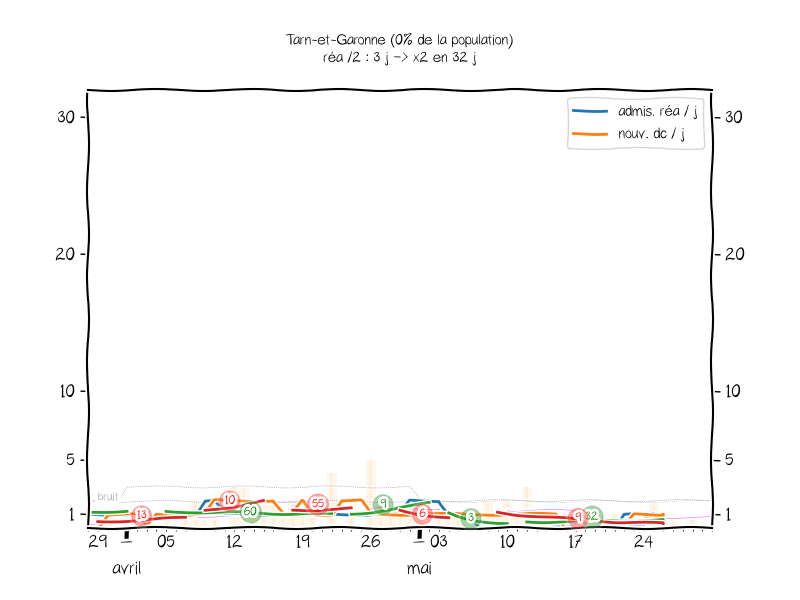 Tarn-et-Garonne (0% de la population)
réa /2 : 3 j -> x2 en 32 j
admis. réa / j
nouv. dc / j
30 30
20 20
10 10
5 5
1 1
bruit
13 10 60 55 9 6 3 9 32
29 05 12 19 26 03 10 17 24
avril mai